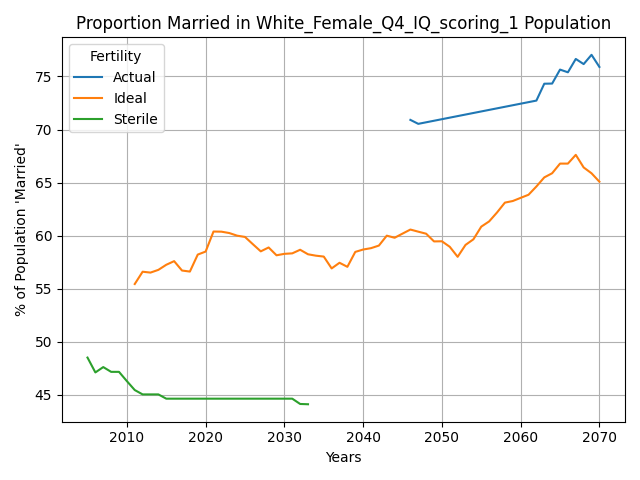 Proportion Married in White_Female_Q4_IQ_scoring_1 Population
Fertility
Actual
Ideal
Sterile
% of Population 'Married'
75
70
65
60
55
50
45
2010 2020 2030 2040 2050 2060 2070
Years